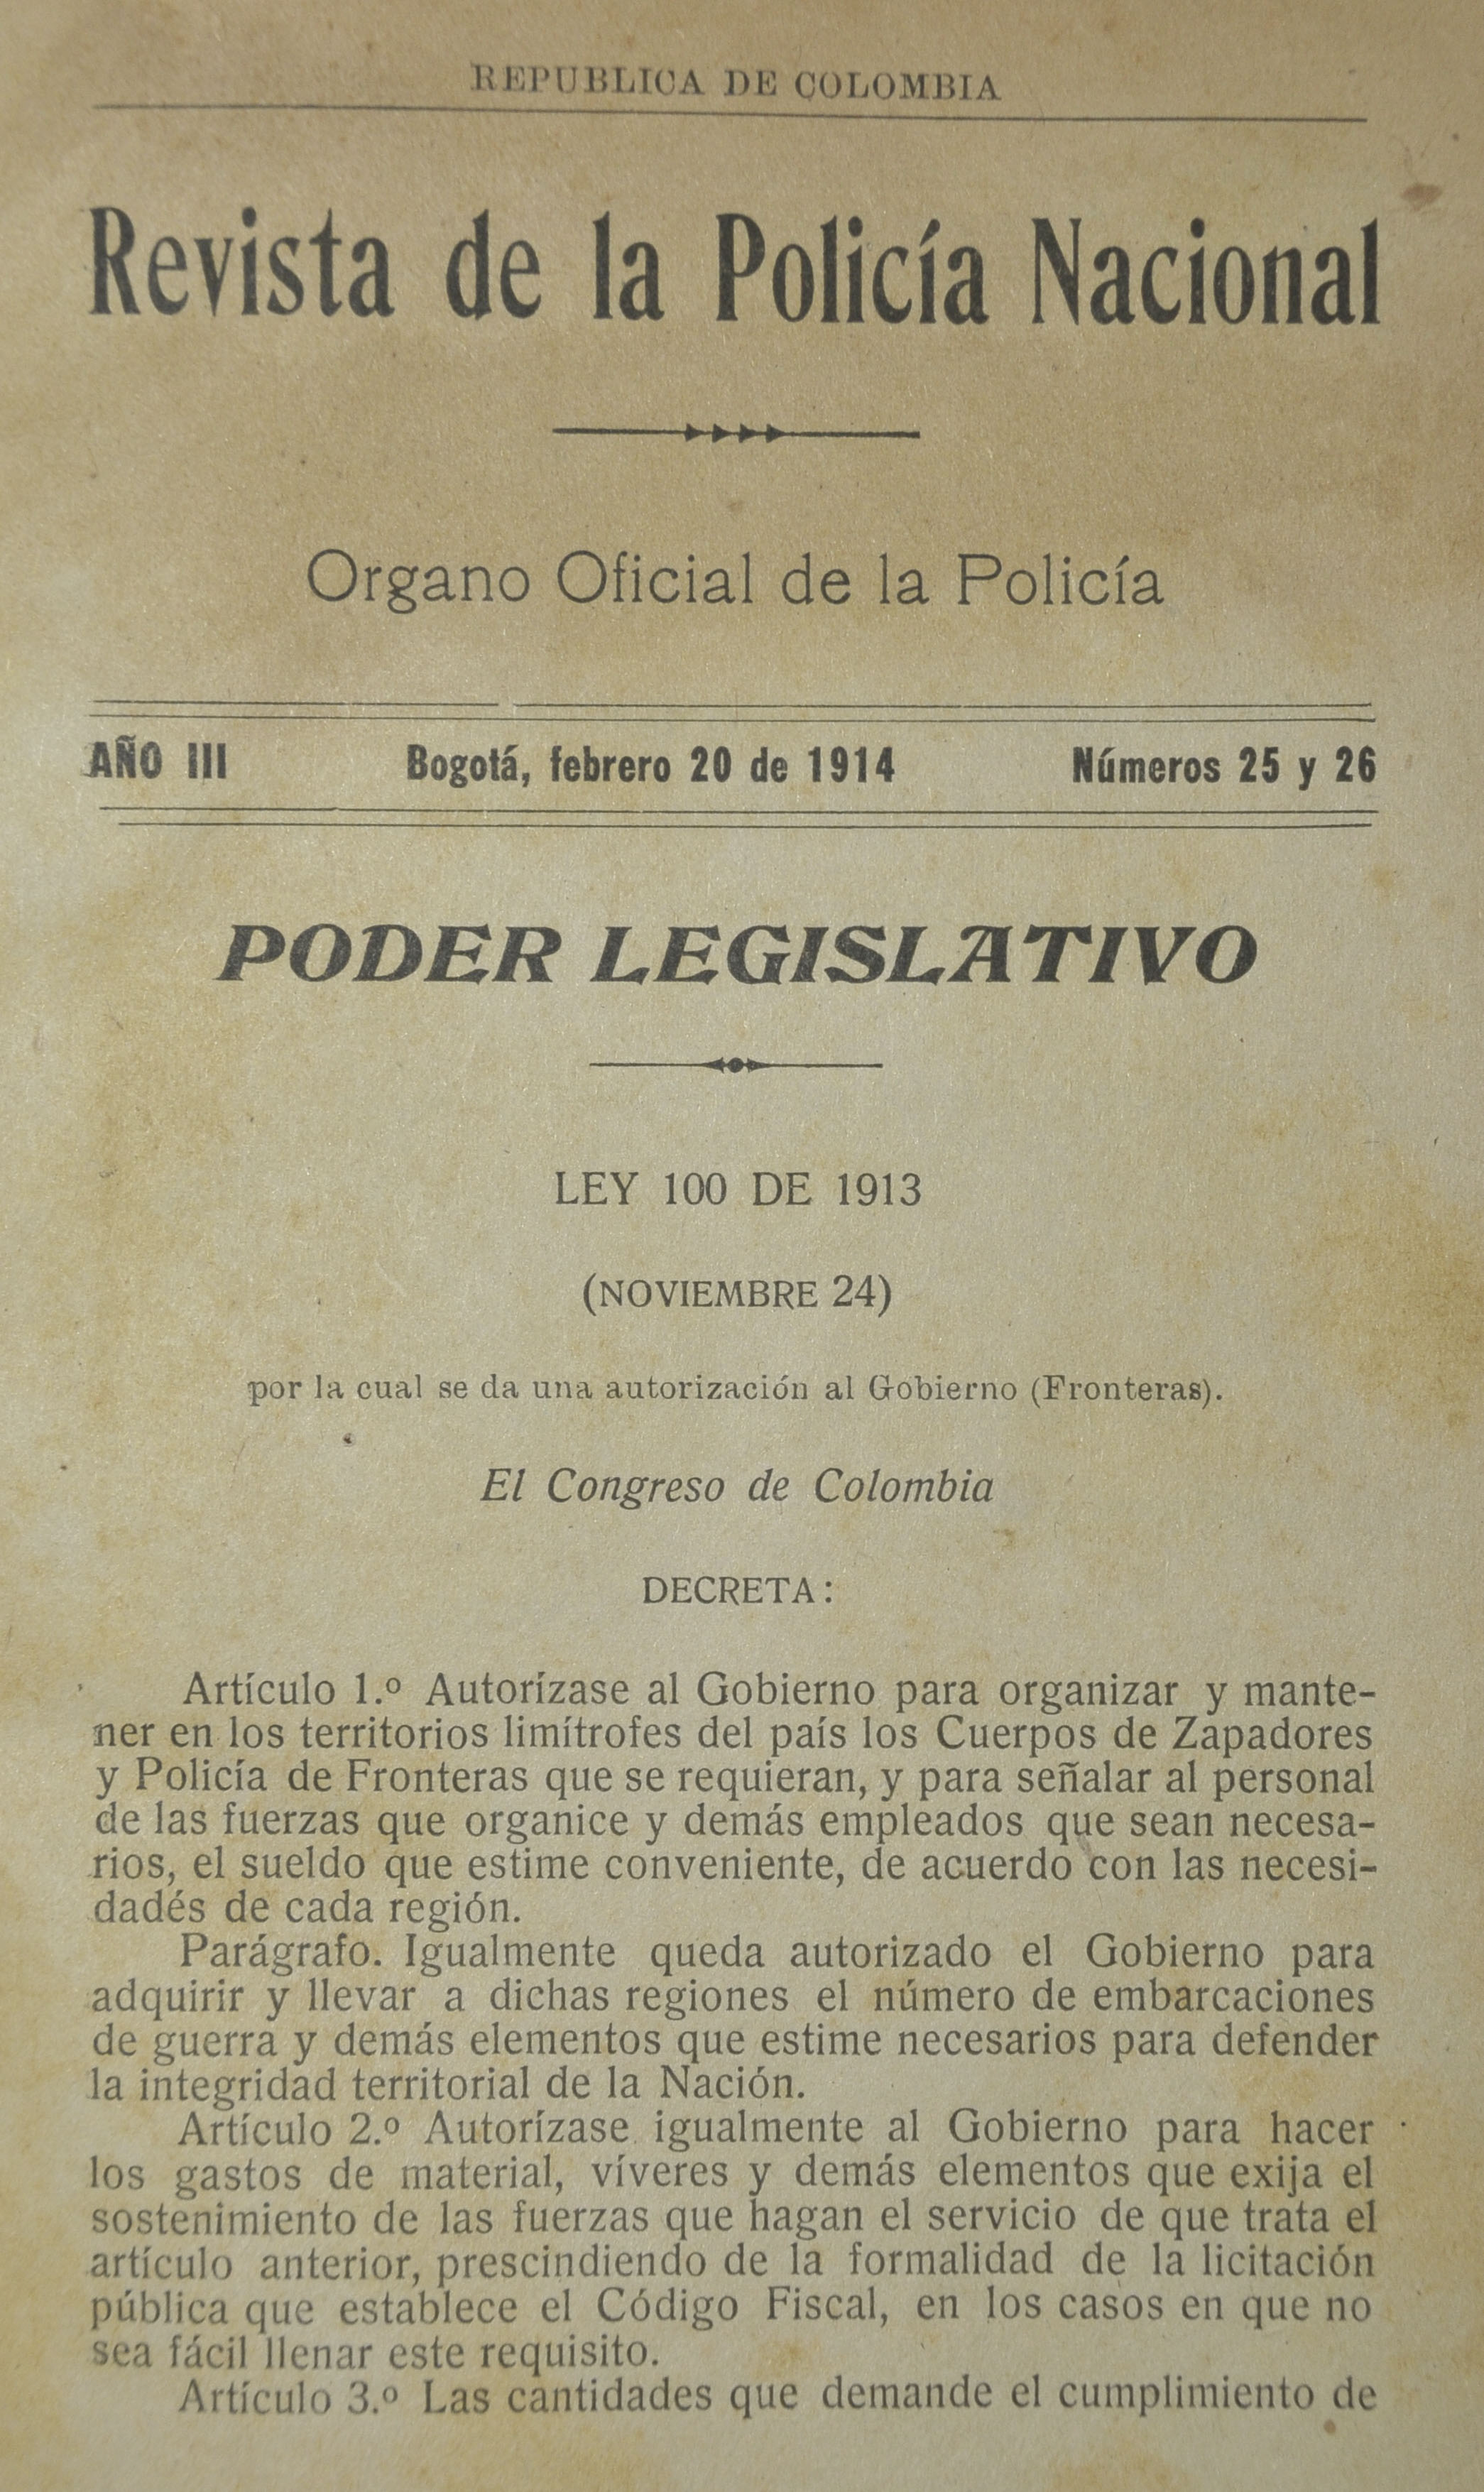 REPUBLICA DE COLOMBIA
Revista de la Policía Nacional
Organo Oficial de la Policía
AÑO III Bogotá, febrero 20 de 1914 Números 25 y 26
PODER LEGISLATIVO
LEY 100 DE 1913
(NOVIEMBRE 24)
por la cual se da una autorización al Gobierno (Fronteras).
El Congreso de Colombia
DECRETA:
Artículo 1.º Autorízase al Gobierno para organizar y mante-
ner en los territorios limítrofes del país los Cuerpos de Zapadores
y Policía de Fronteras que se requieran, y para señalar al personal
de las fuerzas que organice y demás empleados que sean necesa-
rios, el sueldo que estime conveniente, de acuerdo con las necesi-
dadés de cada región.
Parágrafo. Igualmente queda autorizado el Gobierno para
adquirir y llevar a dichas regiones el número de embarcaciones
de guerra y demás elementos que estime necesarios para defender
la integridad territorial de la Nación.
Artículo 2.º Autorízase igualmente al Gobierno para hacer
los gastos de material, víveres y demás elementos que exija el
sostenimiento de las fuerzas que hagan el servicio de que trata el
artículo anterior, prescindiendo de la formalidad de la licitación
pública que establece el Código Fiscal, en los casos en que no
sea fácil llenar este requisito.
Artículo 3.º Las cantidades que demande el cumplimiento de